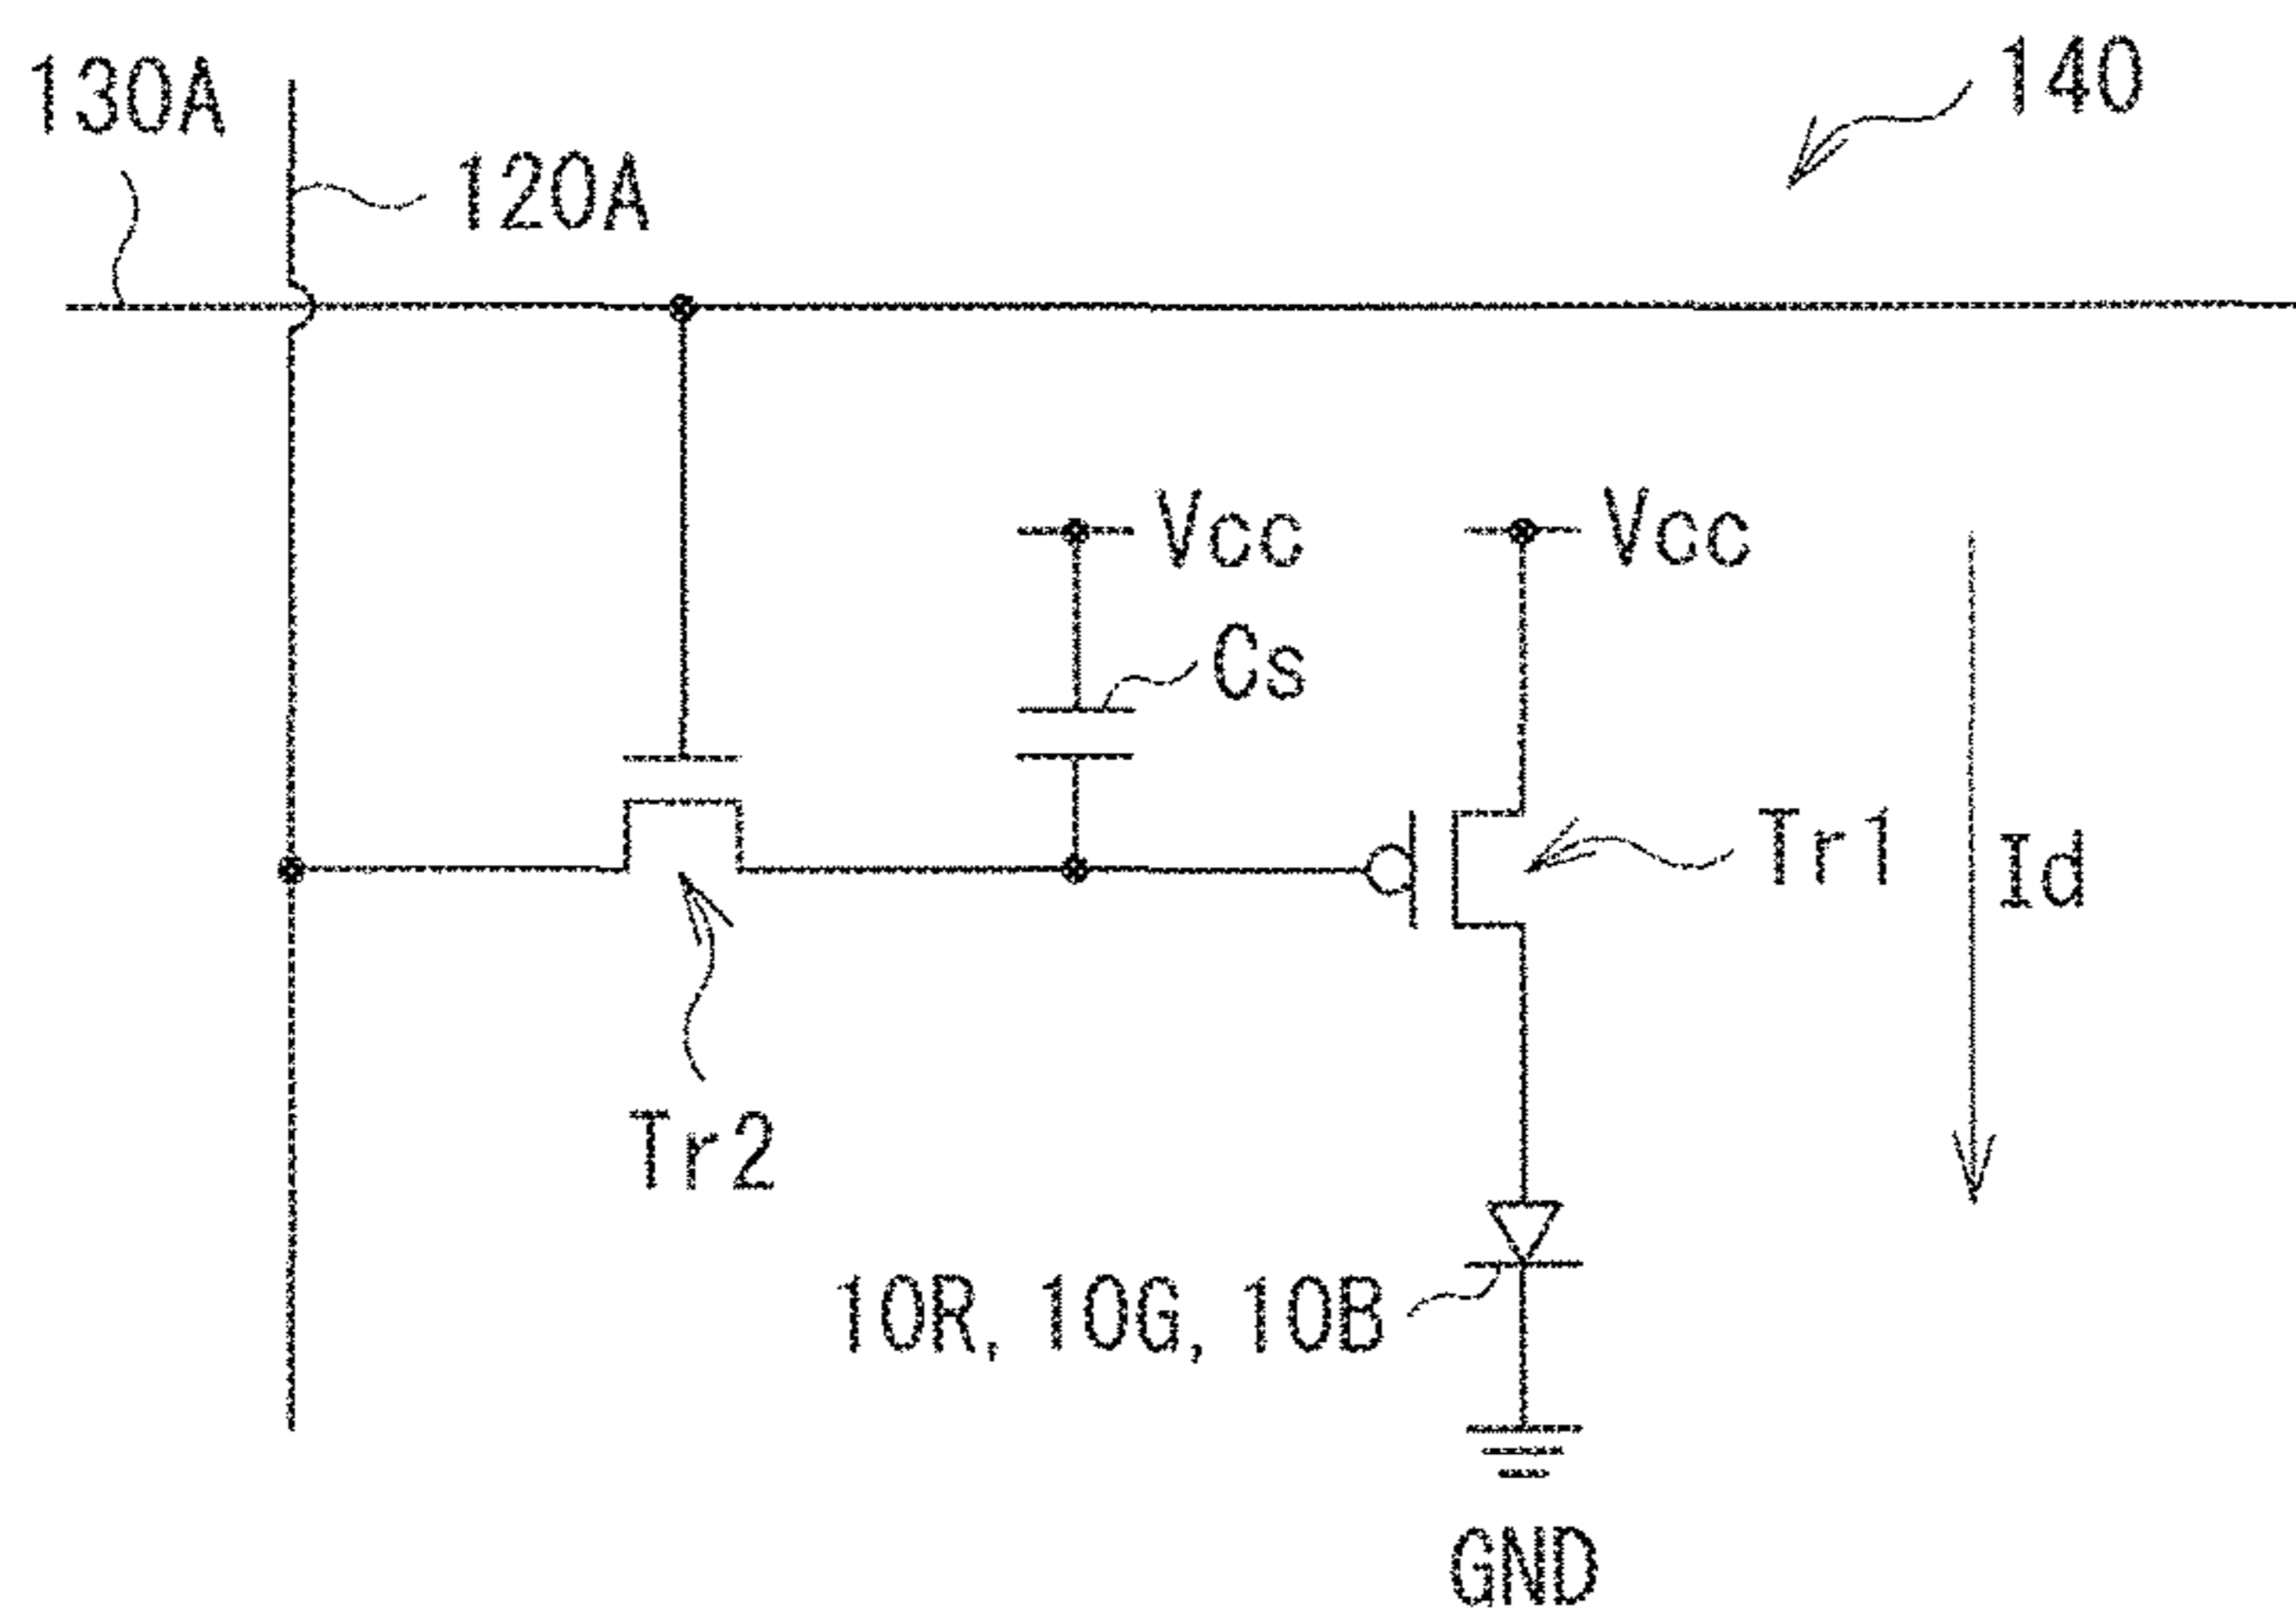 130A
140
120A
Vcc
Vcc
Cs
Tr1
Id
Tr2
10R, 10G, 10B
GND